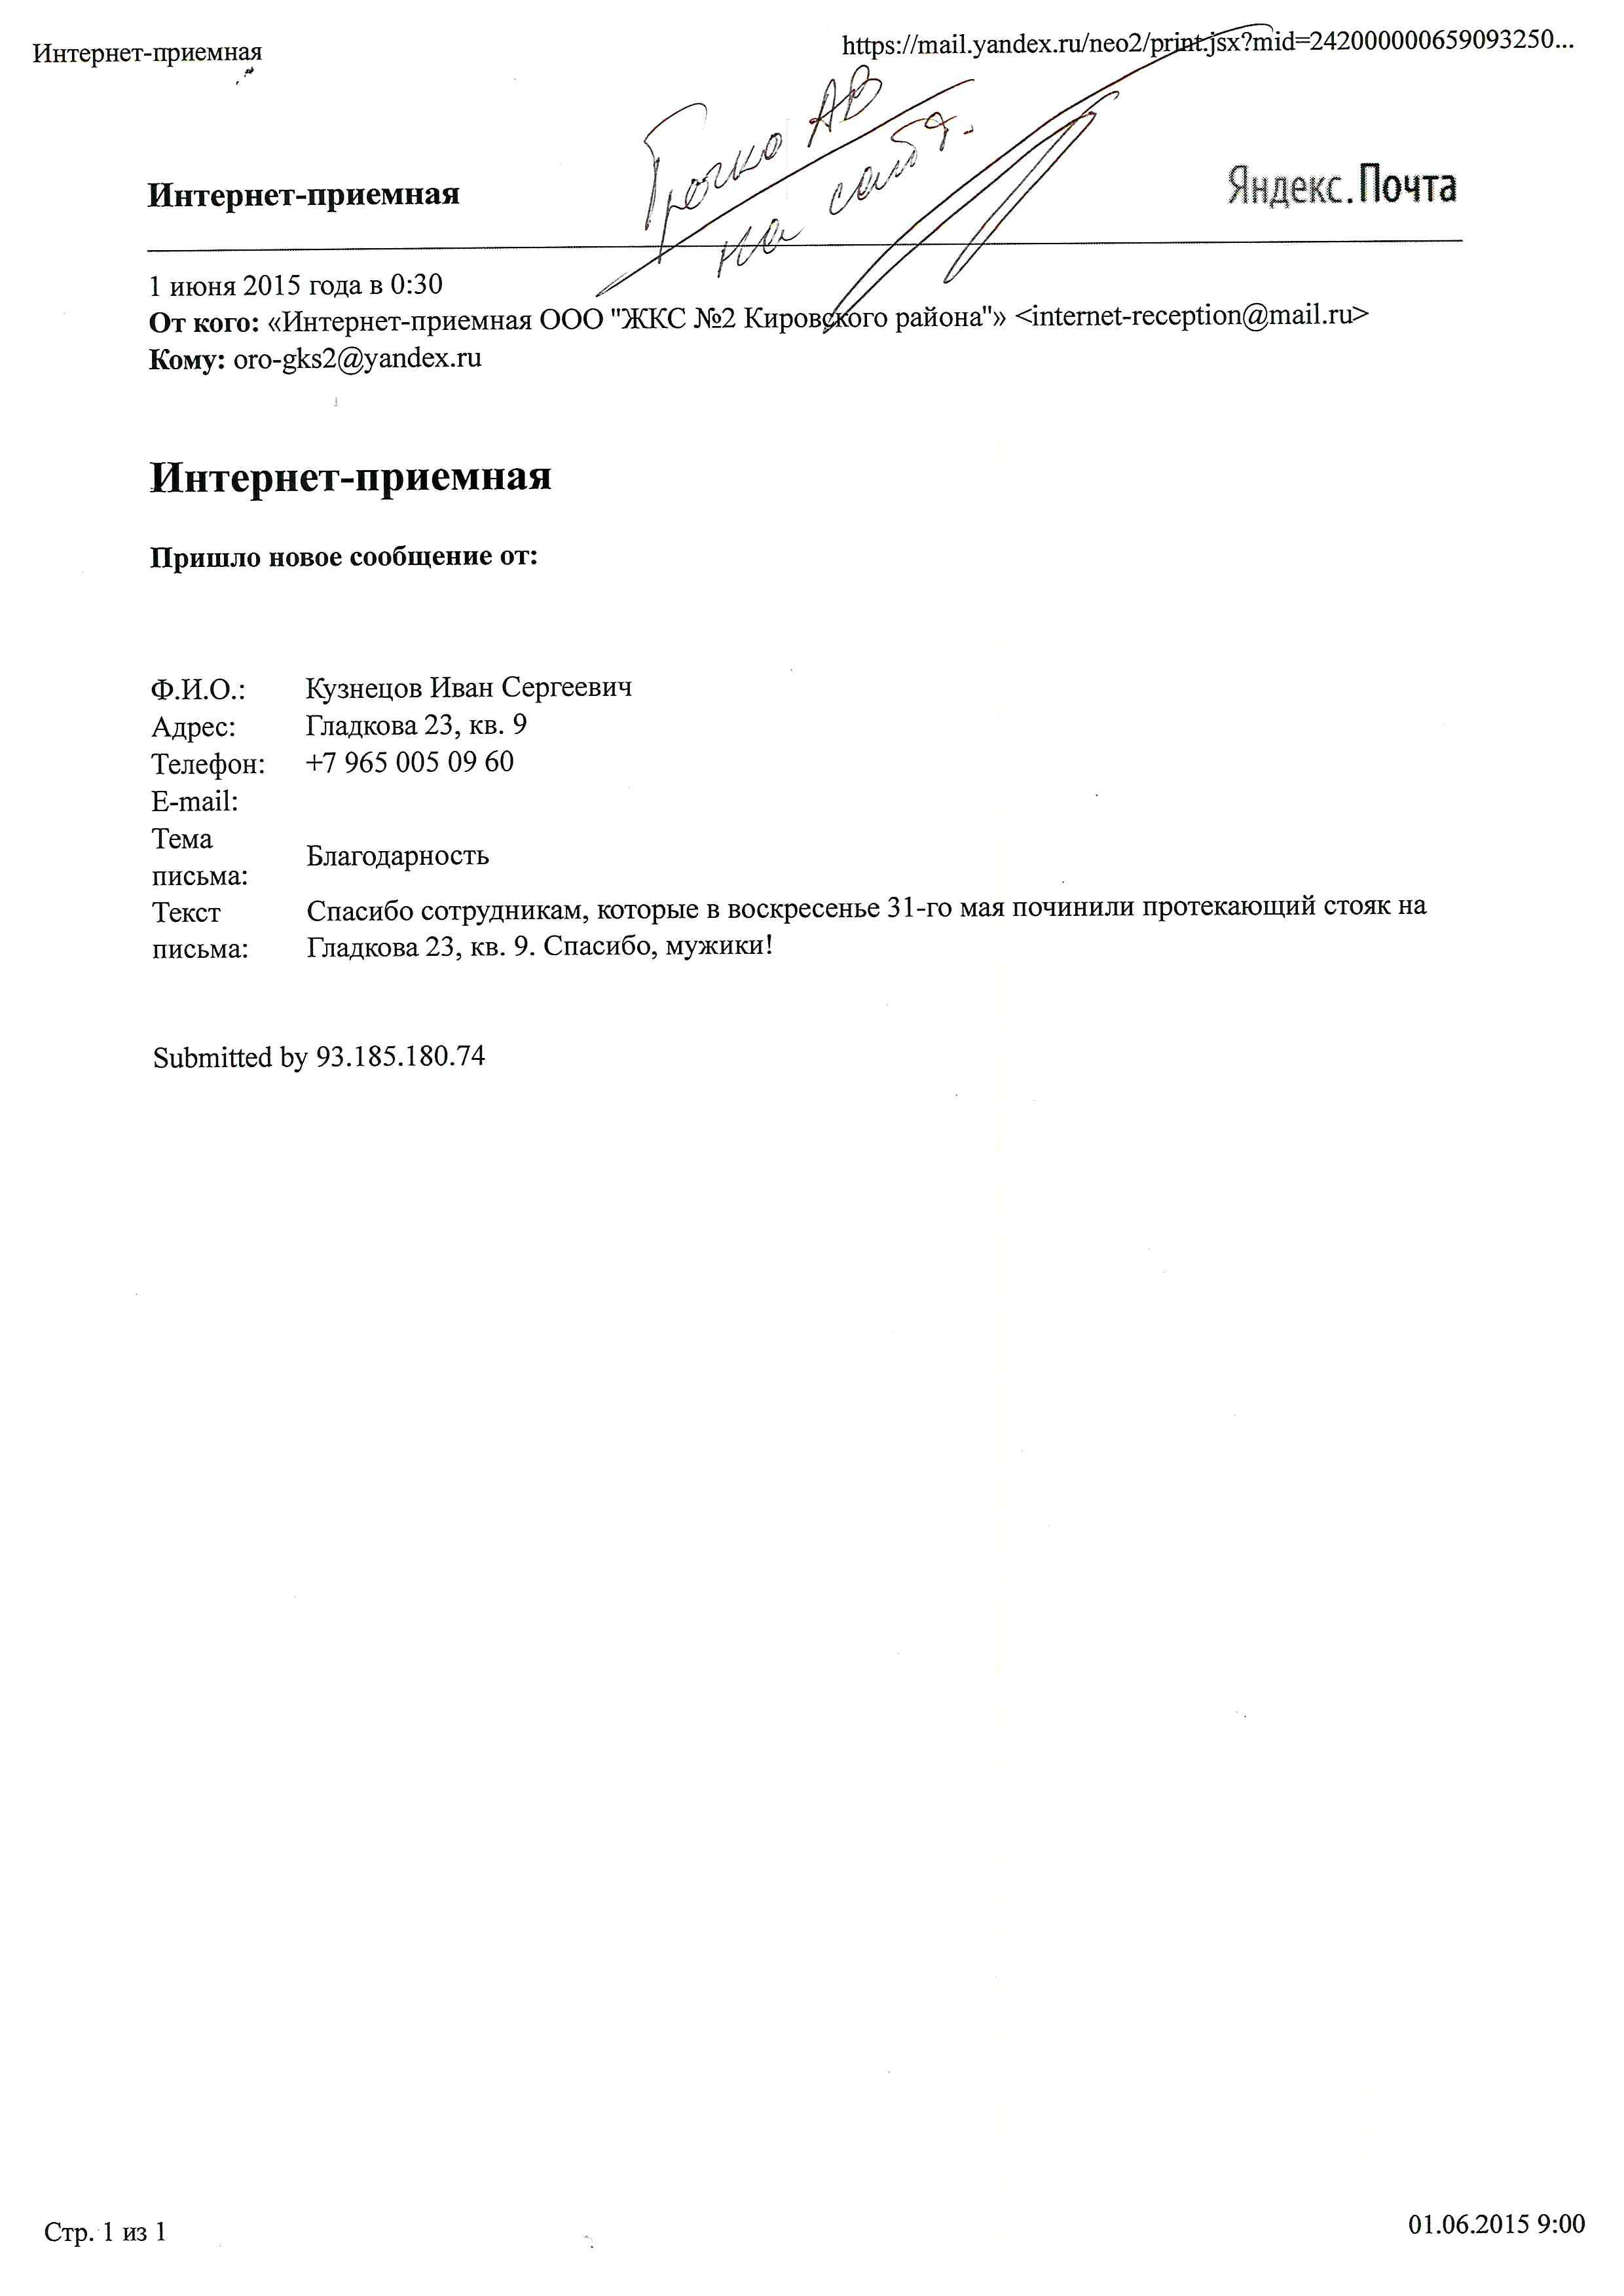 Интернет-приемная
https://mail.yandex.ru/neo2/print.jsx?mid=242000000659093250...
АВ
на сайт.
Интернет-приемная
Яндекс.Почта
1 июня 2015 года в 0:30
От кого: «Интернет-приемная ООО "ЖКС №2 Кировского района"» <internet-reception@mail.ru>
Кому: oro-gks2@yandex.ru
Интернет-приемная
Пришло новое сообщение от:
Ф.И.О.: Кузнецов Иван Сергеевич
Адрес: Гладкова 23, кв. 9
Телефон: +7 965 005 09 60
E-mail:
Тема
письма: Благодарность
Текст Спасибо сотрудникам, которые в воскресенье 31-го мая починили протекающий стояк на
письма: Гладкова 23, кв. 9. Спасибо, мужики!
Submitted by 93.185.180.74
Стр. 1 из 1
01.06.2015 9:00